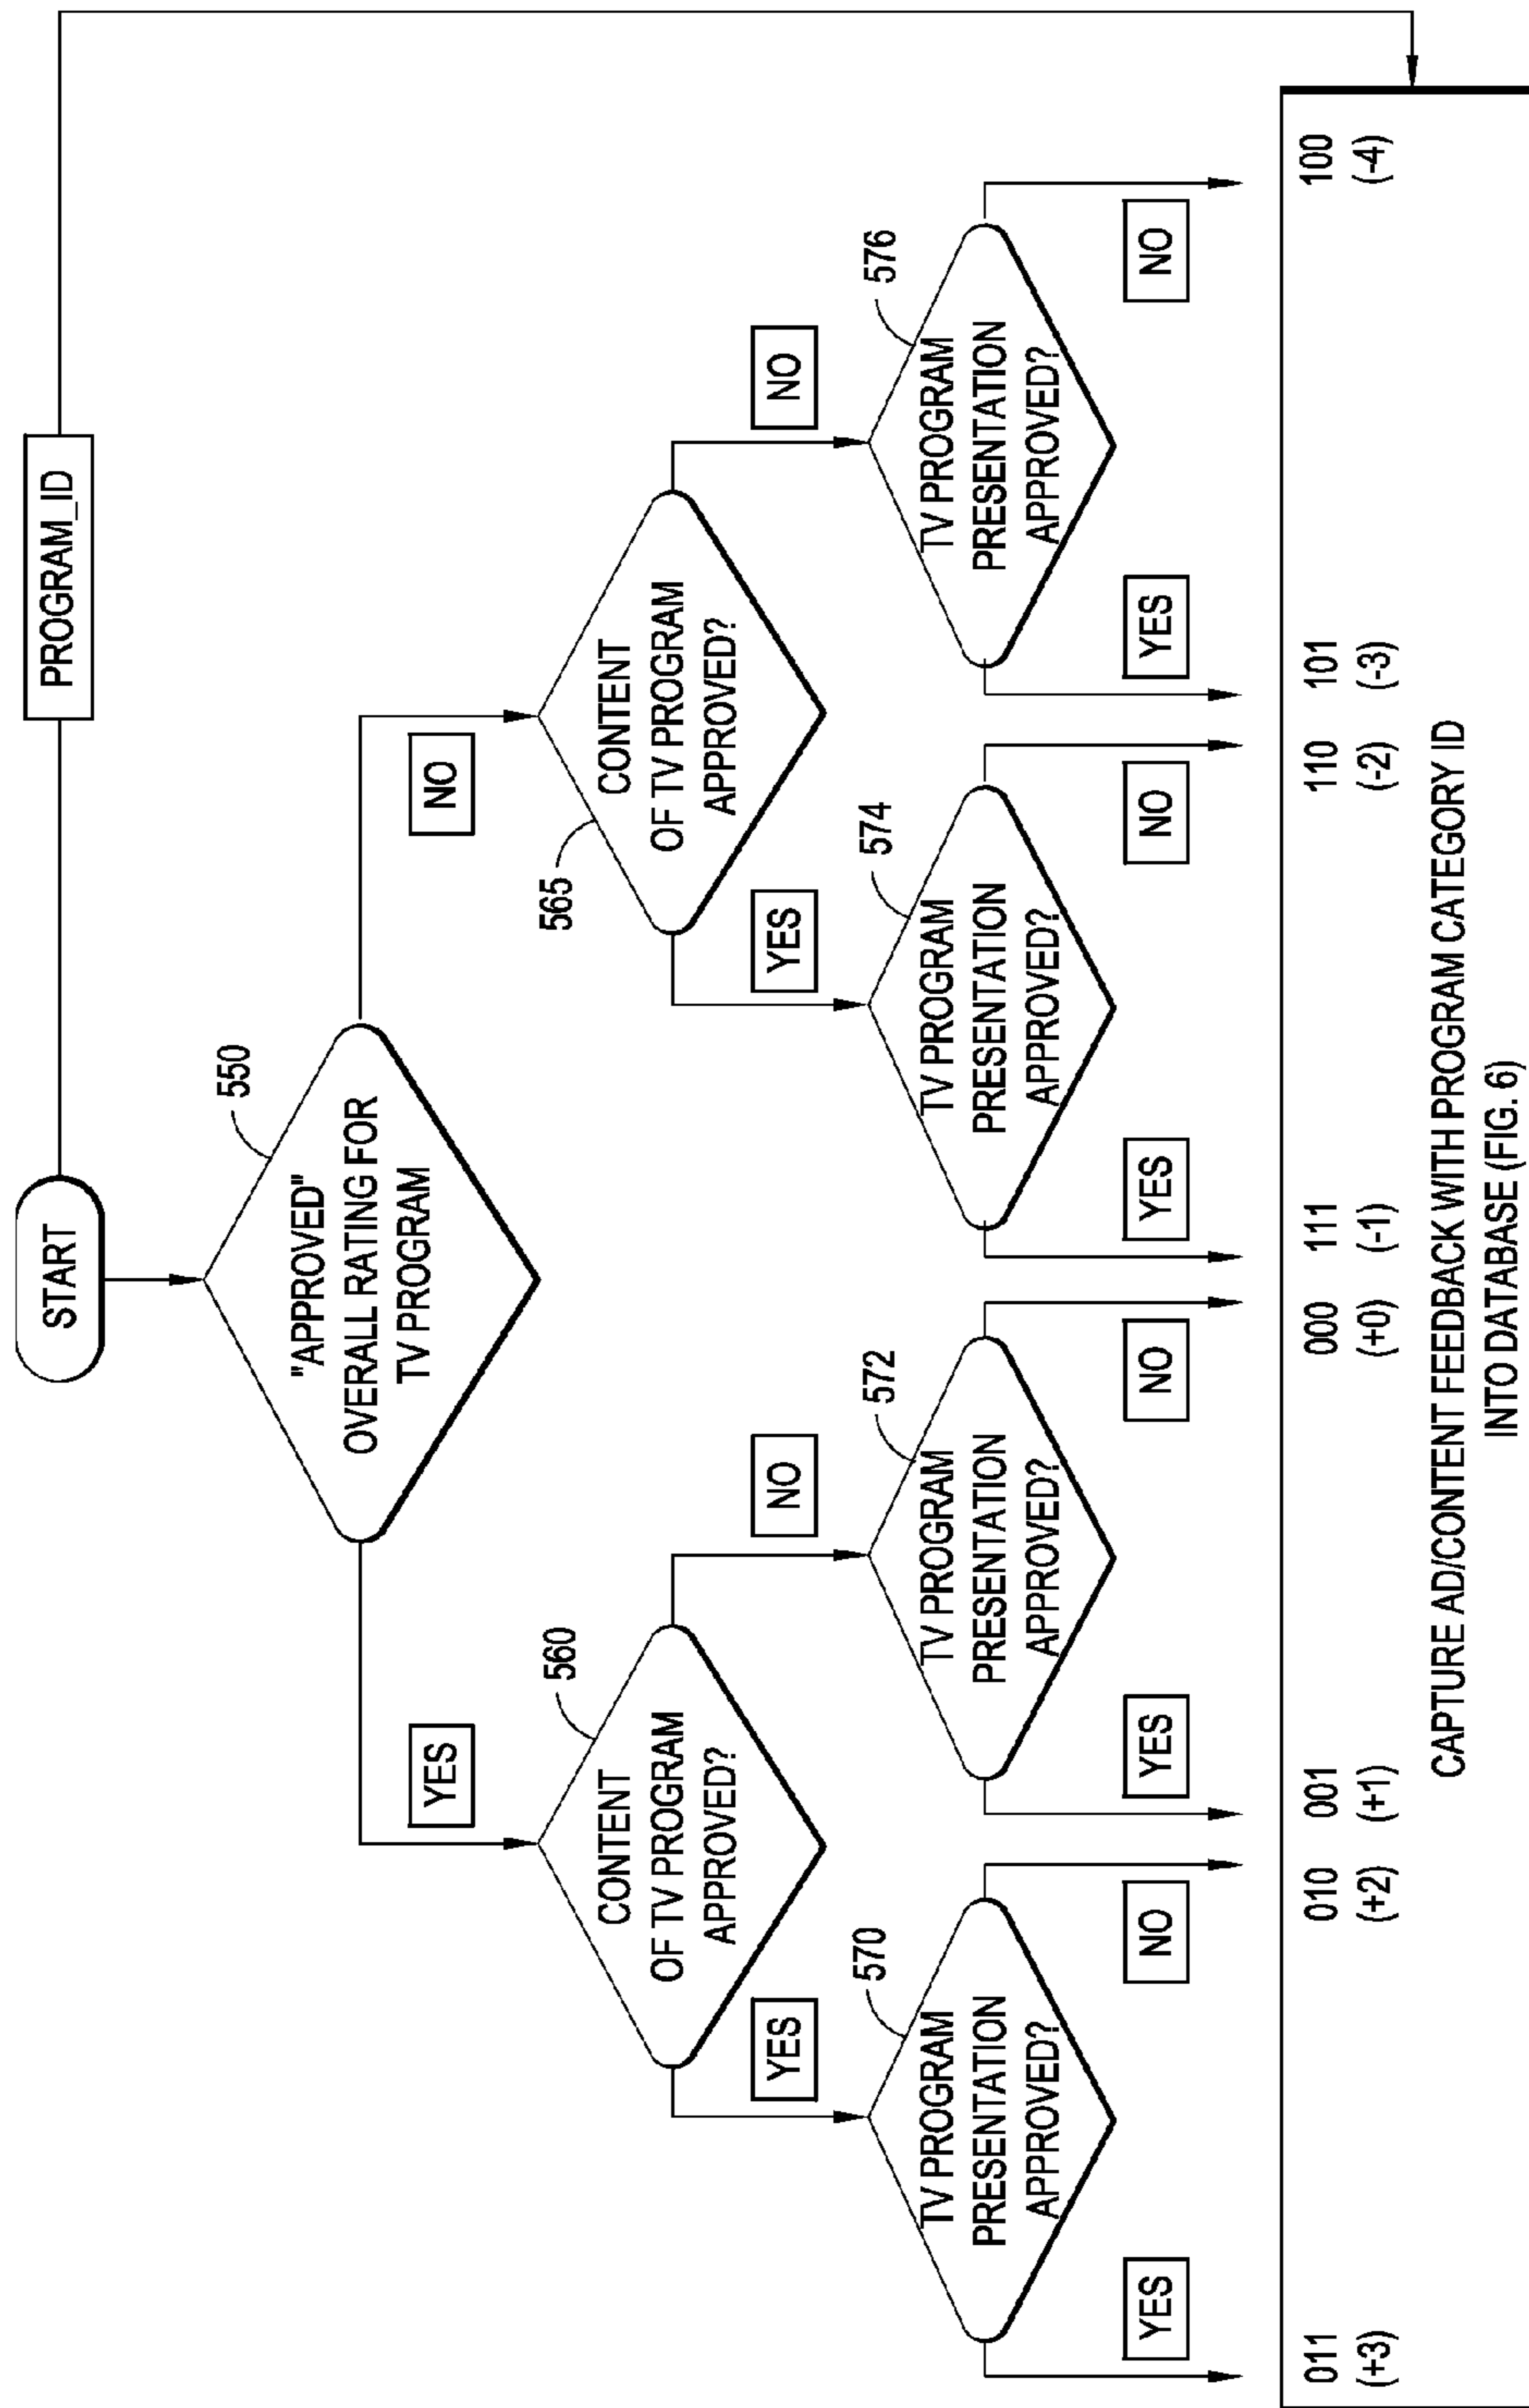 START
PROGRAM_ID
550
"APPROVED"
OVERALL RATING FOR
TV PROGRAM
YES
NO
560
CONTENT
OF TV PROGRAM
APPROVED?
565
CONTENT
OF TV PROGRAM
APPROVED?
YES
NO
YES
NO
570
TV PROGRAM
PRESENTATION
APPROVED?
572
TV PROGRAM
PRESENTATION
APPROVED?
574
TV PROGRAM
PRESENTATION
APPROVED?
576
TV PROGRAM
PRESENTATION
APPROVED?
YES
NO
YES
NO
YES
NO
YES
NO
011 010 001 000 111 110 101 100
(+3) (+2) (+1) (+0) (-1) (-2) (-3) (-4)
CAPTURE AD/CONTENT FEEDBACK WITH PROGRAM CATEGORY ID
INTO DATABASE (FIG. 6)